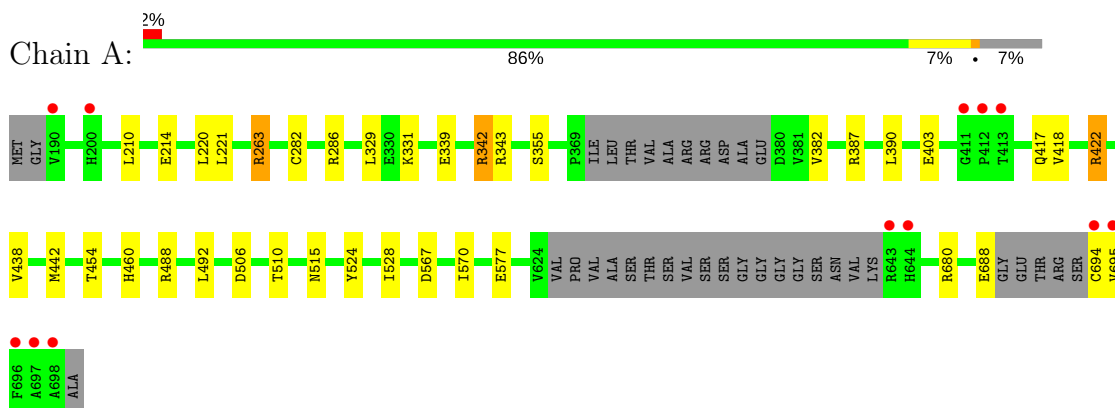 2%
Chain A:
86% 7% • 7%
MET GLY V190 H200 L210 E214 L220 L221 R263 C282 R286 L329 E330 K331 E339 R342 R343 S355 P369 ILE LEU THR VAL ALA ARG ARG ASP ALA GLU D380 V381 V382 R387 L390 E403 G411 P412 T413 Q417 V418 R422
V438 M442 T454 H460 R488 L492 D506 T510 N515 Y524 I528 D567 I570 E577 V624 VAL PRO VAL ALA SER THR SER VAL SER SER GLY GLY GLY GLY SER ASN VAL LYS R643 H644 R680 E688 GLY GLU THR ARG SER C694 V695
F696 A697 A698 ALA